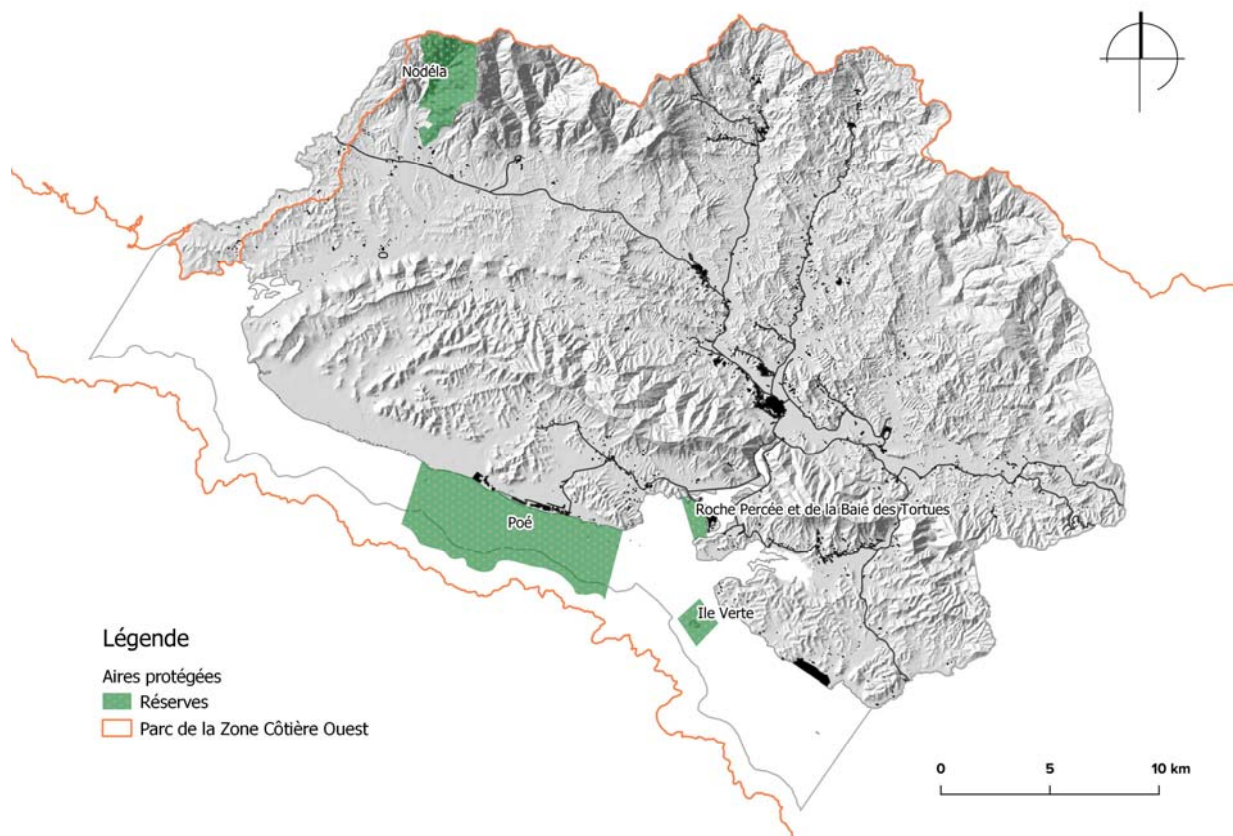 Nodéla
Roche Percée et de la Baie des Tortues
Poé
Ile Verte
Légende
Aires protégées
Réserves
Parc de la Zone Côtière Ouest
0 5 10 km